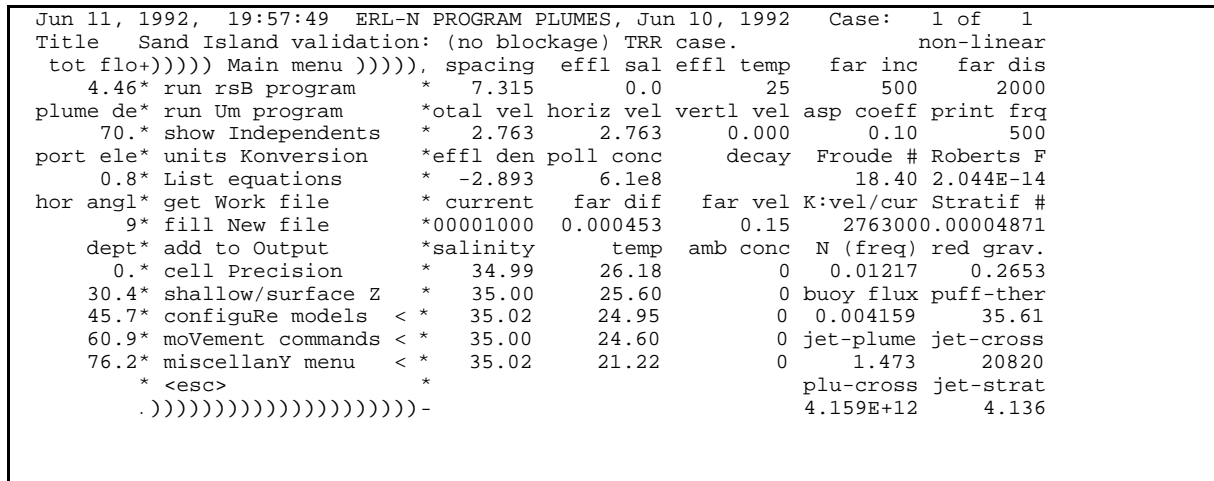 Jun 11, 1992,  19:57:49  ERL-N PROGRAM PLUMES, Jun 10, 1992   Case:   1 of   1
Title   Sand Island validation: (no blockage) TRR case.              non-linear
 tot flo+))))) Main menu ))))), spacing  effl sal effl temp   far inc   far dis
    4.46* run rsB program      *   7.315       0.0        25       500      2000
plume de* run Um program       *otal vel horiz vel vertl vel asp coeff print frq
     70.* show Independents    *   2.763     2.763     0.000      0.10       500
port ele* units Konversion     *effl den poll conc     decay  Froude # Roberts F
     0.8* List equations       *  -2.893     6.1e8               18.40 2.044E-14
hor angl* get Work file        * current   far dif   far vel K:vel/cur Stratif #
       9* fill New file        *00001000  0.000453      0.15   2763000.00004871
    dept* add to Output        *salinity      temp  amb conc  N (freq) red grav.
      0.* cell Precision       *   34.99     26.18         0   0.01217    0.2653
    30.4* shallow/surface Z    *   35.00     25.60         0 buoy flux puff-ther
    45.7* configuRe models  < *   35.02     24.95         0  0.004159     35.61
    60.9* moVement commands < *   35.00     24.60         0 jet-plume jet-cross
    76.2* miscellanY menu   < *   35.02     21.22         0     1.473     20820
        * <esc>                *                             plu-cross jet-strat
        .)))))))))))))))))))))-                              4.159E+12     4.136